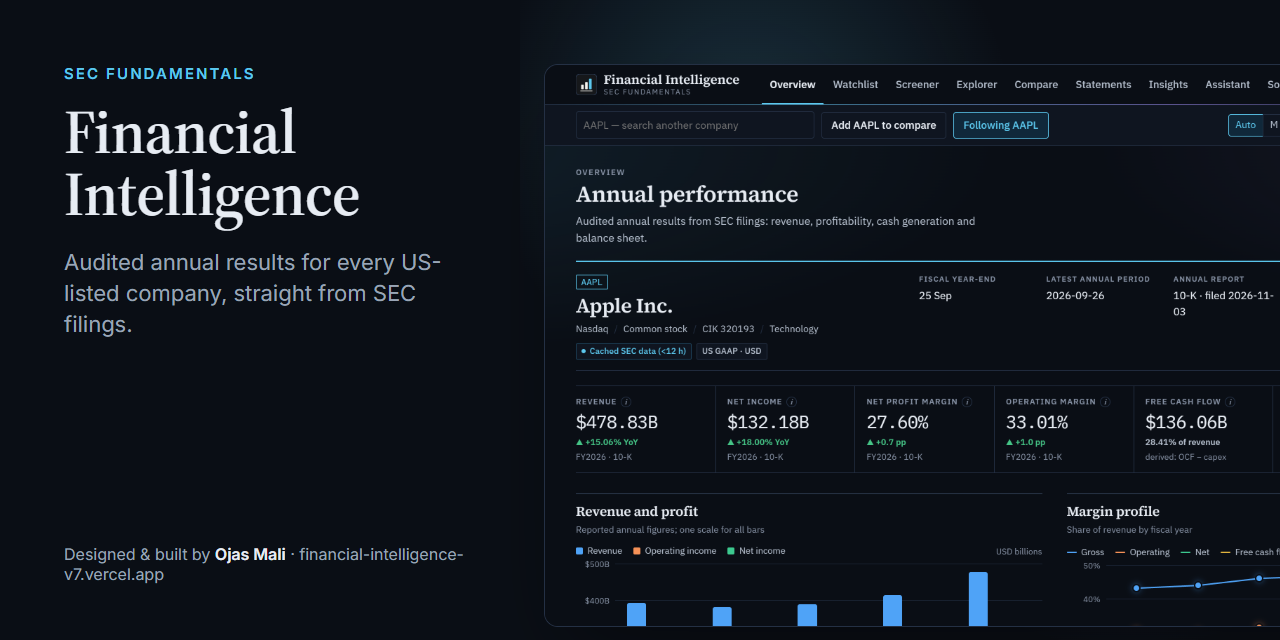 SEC FUNDAMENTALS
Financial
Intelligence
Audited annual results for every US-
listed company, straight from SEC
filings.
Designed & built by Ojas Mali · financial-intelligence-
v7.vercel.app
Financial Intelligence
SEC FUNDAMENTALS
Overview Watchlist Screener Explorer Compare Statements Insights Assistant So
AAPL — search another company Add AAPL to compare Following AAPL Auto M
OVERVIEW
Annual performance
Audited annual results from SEC filings: revenue, profitability, cash generation and
balance sheet.
AAPL
Apple Inc.
Nasdaq / Common stock / CIK 320193 / Technology
Cached SEC data (<12 h) US GAAP · USD
FISCAL YEAR-END
25 Sep
LATEST ANNUAL PERIOD
2026-09-26
ANNUAL REPORT
10-K · filed 2026-11-
03
REVENUE i
$478.83B
▲ +15.06% YoY
FY2026 · 10-K
NET INCOME i
$132.18B
▲ +18.00% YoY
FY2026 · 10-K
NET PROFIT MARGIN i
27.60%
▲ +0.7 pp
FY2026 · 10-K
OPERATING MARGIN i
33.01%
▲ +1.0 pp
FY2026 · 10-K
FREE CASH FLOW i
$136.06B
28.41% of revenue
derived: OCF − capex
Revenue and profit
Reported annual figures; one scale for all bars
Revenue Operating income Net income USD billions
$500B
$400B
Margin profile
Share of revenue by fiscal year
Gross Operating Net Free cash f
50%
40%